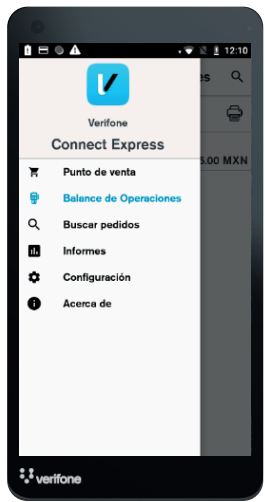 12:10
es
Verifone
Connect Express
5.00 MXN
Punto de venta
Balance de Operaciones
Buscar pedidos
Informes
Configuración
Acerca de
verifone